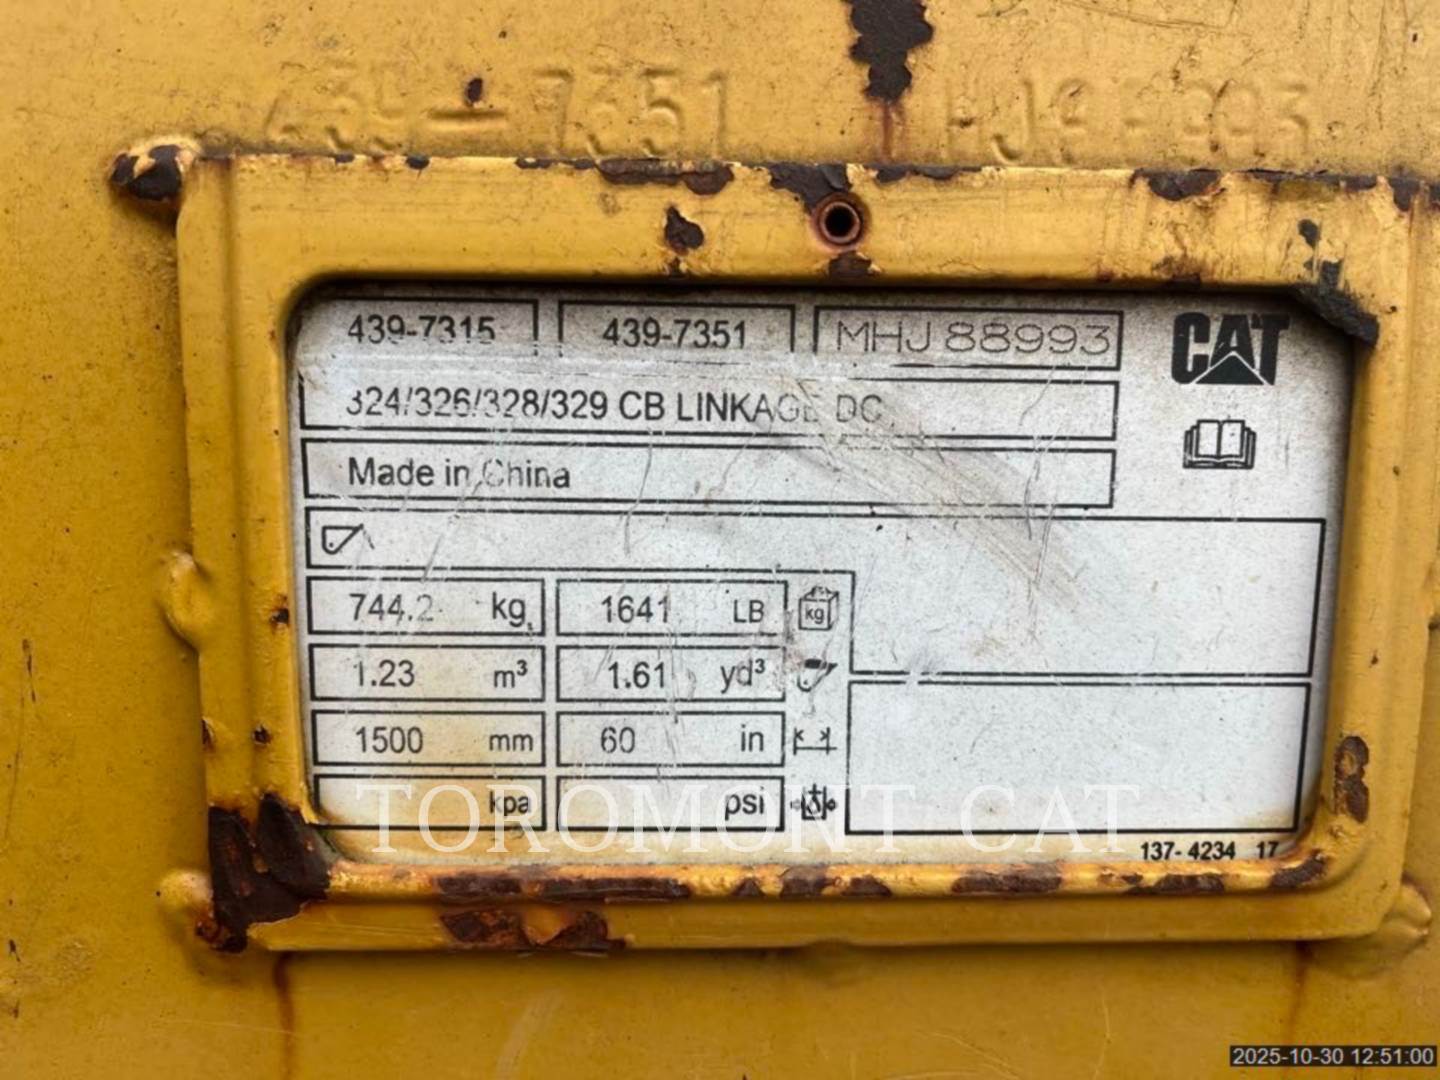 439-7351
439-7315 439-7351 MHJ88993 CAT
324/326/328/329 CB LINKAGE DC
Made in China
744.2 kg 1641 LB kg
1.23 m³ 1.61 yd³
1500 mm 60 in
kpa psi
TOROMONT CAT
137-4234 17
2025-10-30 12:51:00